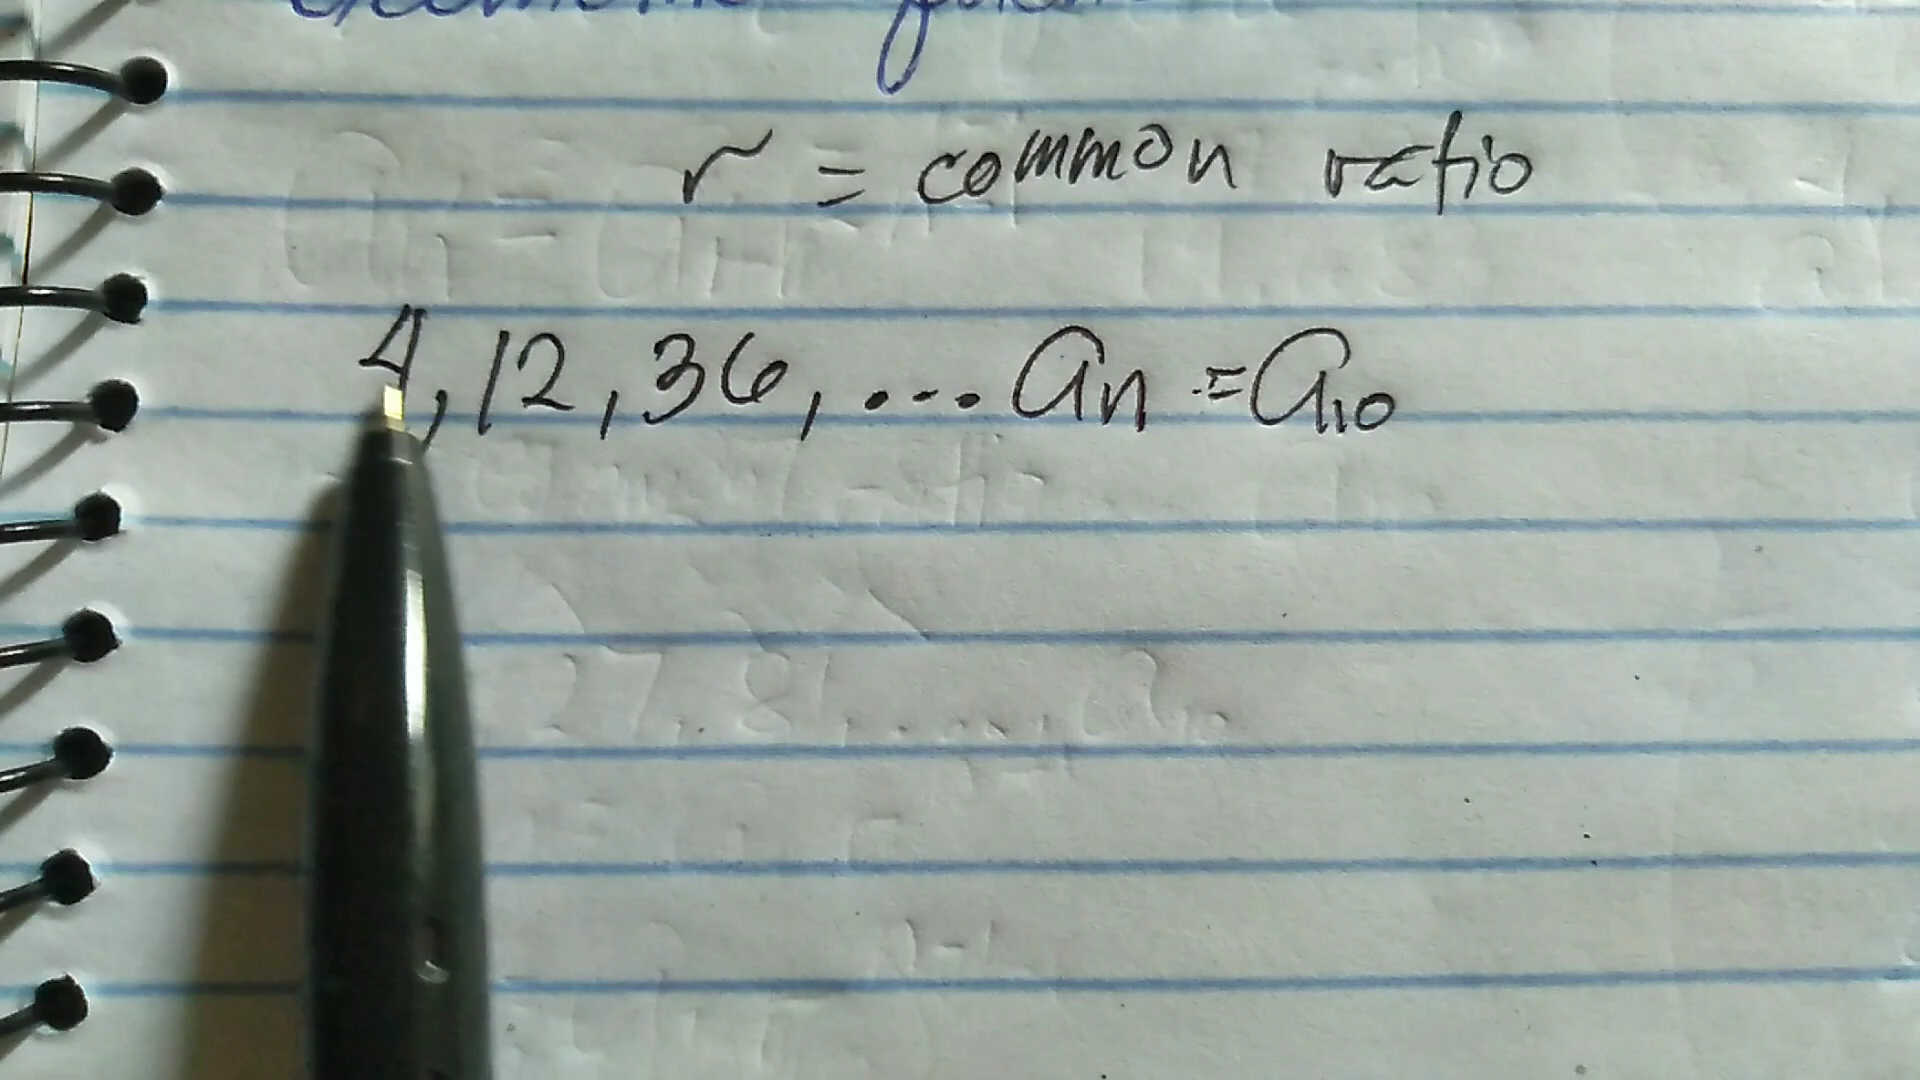 r = common ratio
4, 12, 36, ... an = a10